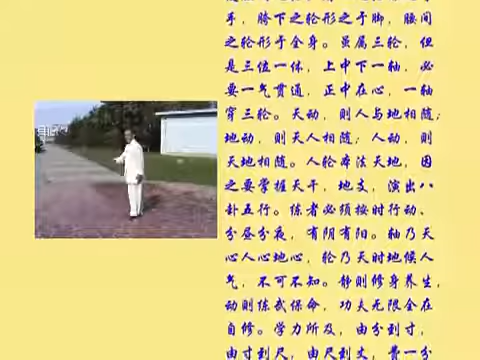 手，胯下之轮形之于脚，腰间
之轮形于全身。虽属三轮，但
是三位一体，上中下一轴，必
要一气贯通，正中在心，一轴
穿三轮。天动，则人与地相随；
地动，则天人相随；人动，则
天地相随。人轮本法天地，因
之要掌握天干，地支，演出八
卦五行。练者必须按时行动、
分昼分夜，有阴有阳。轴乃天
心人心地心，轮乃天时地候人
气，不可不知。静则修身养生，
动则练武保命，功夫无限全在
自修。学力所及，由分到寸，
由寸到尺，由尺到丈，